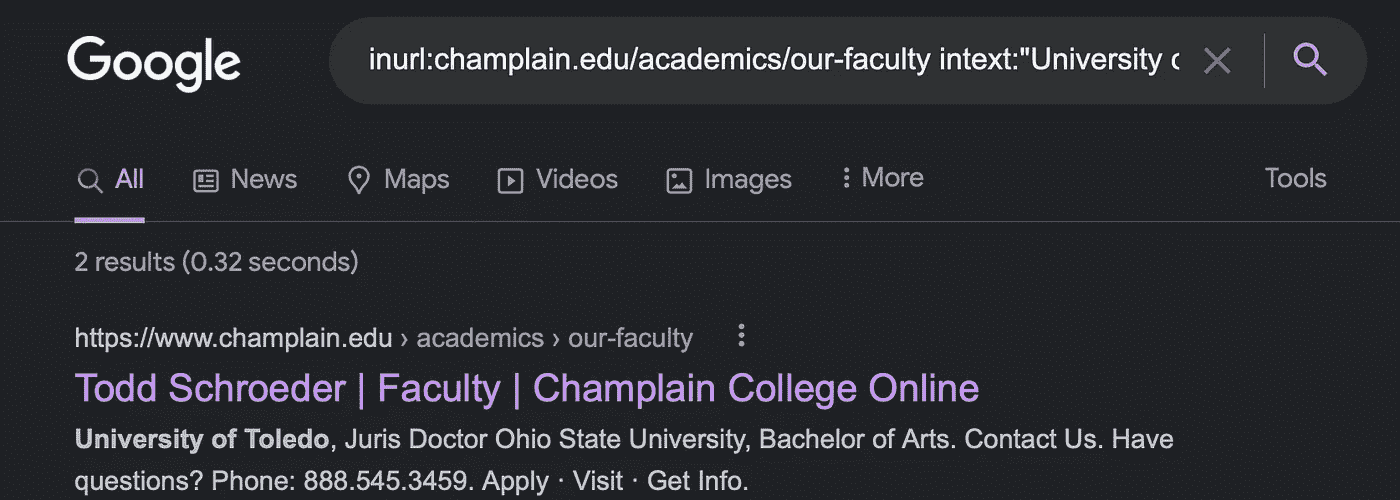 Google inurl:champlain.edu/academics/our-faculty intext:"University
All News Maps Videos Images More Tools
2 results (0.32 seconds)
https://www.champlain.edu › academics › our-faculty
Todd Schroeder | Faculty | Champlain College Online
University of Toledo, Juris Doctor Ohio State University, Bachelor of Arts. Contact Us. Have
questions? Phone: 888.545.3459. Apply · Visit · Get Info.